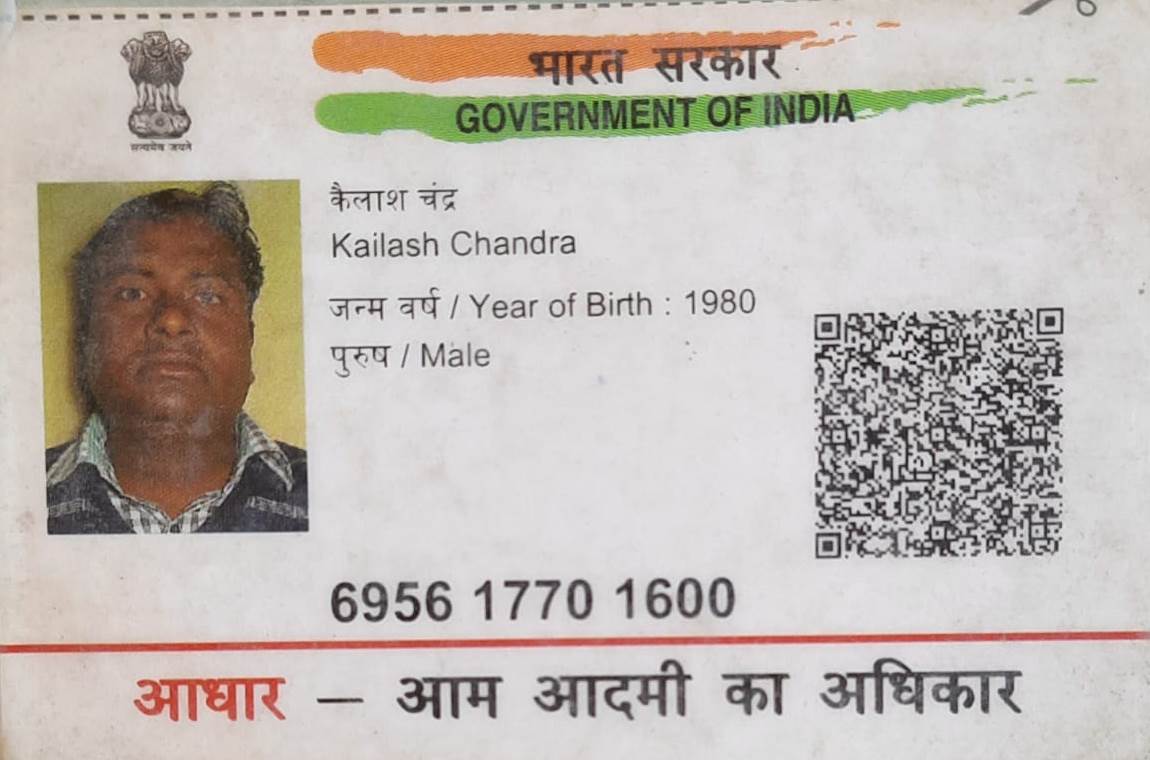 भारत सरकार
GOVERNMENT OF INDIA
सत्यमेव जयते
कैलाश चंद्र
Kailash Chandra
जन्म वर्ष / Year of Birth : 1980
पुरुष / Male
6956 1770 1600
आधार — आम आदमी का अधिकार